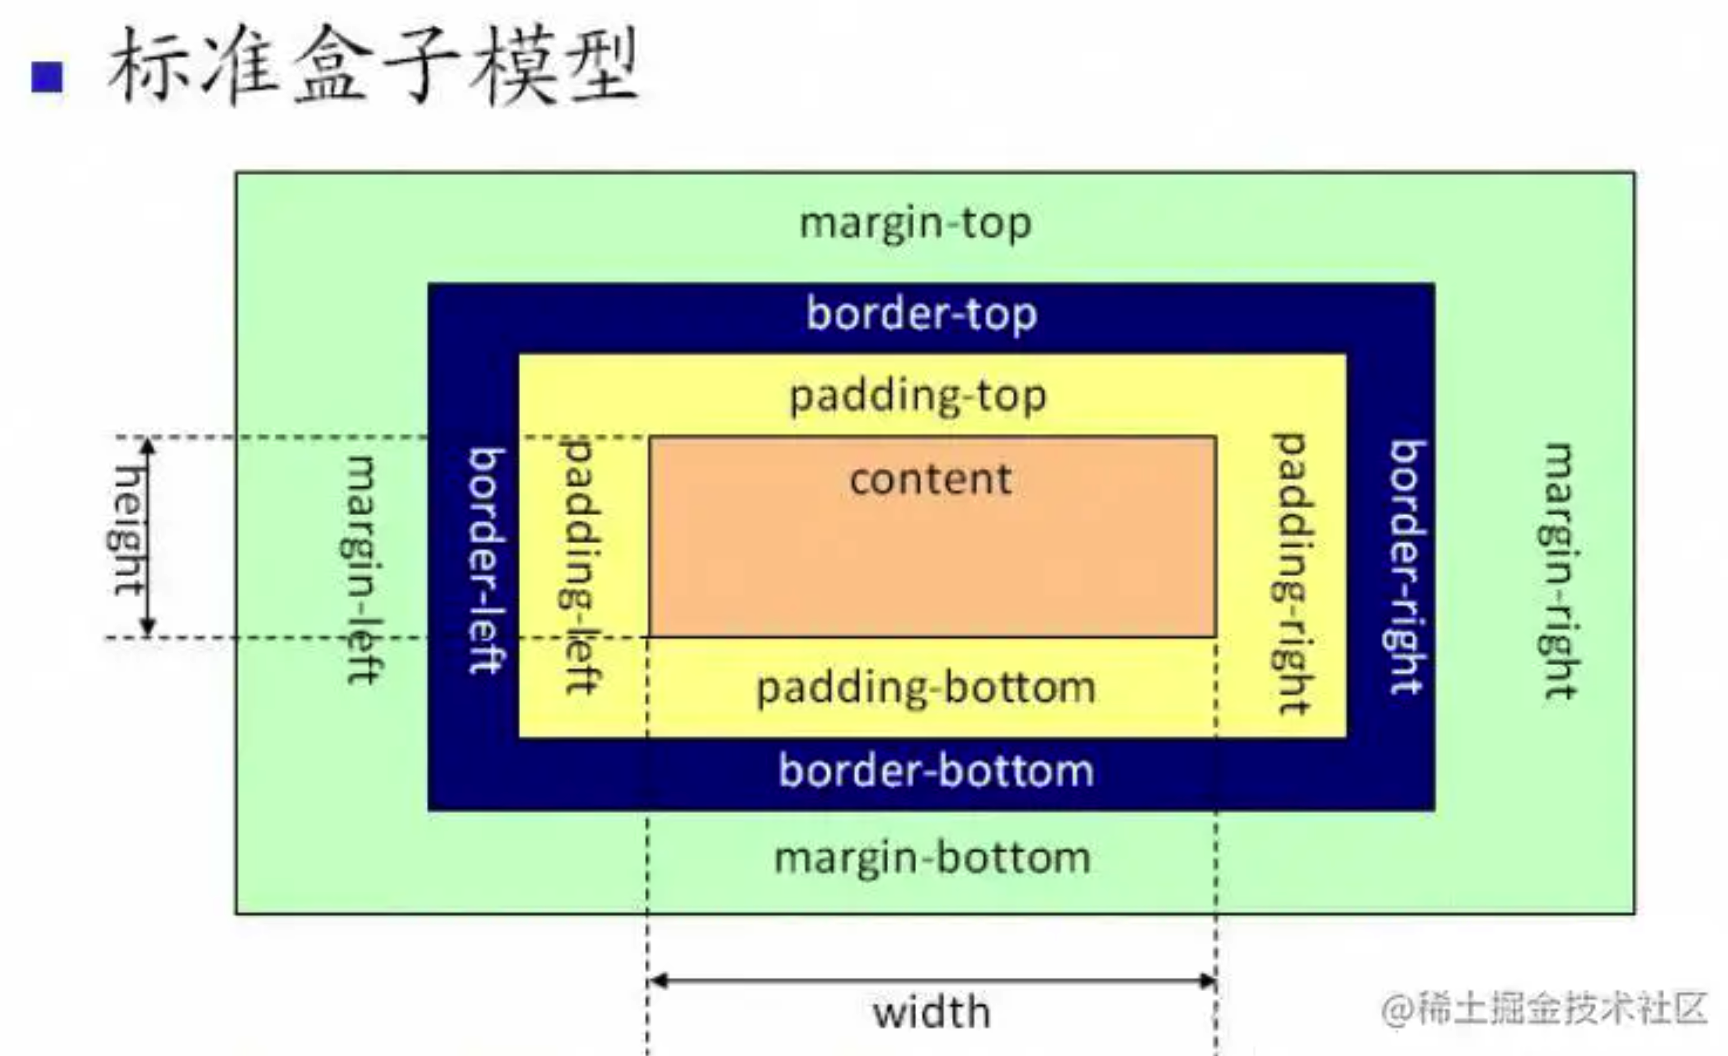 标准盒子模型
margin-top
border-top
padding-top
content
height
margin-left
border-left
padding-left
padding-right
border-right
margin-right
padding-bottom
border-bottom
margin-bottom
width
@稀土掘金技术社区